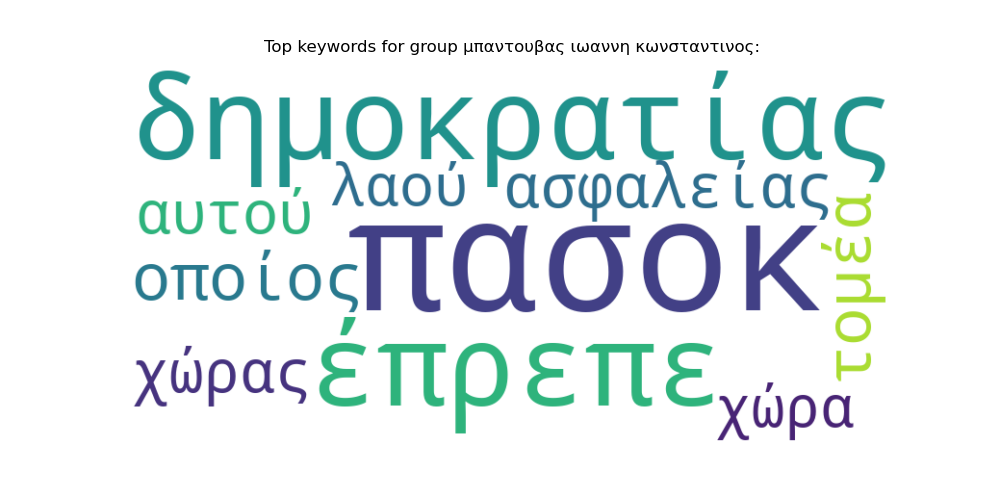 Top keywords for group μπαντουβας ιωαννη κωνσταντινος:
δημοκρατίας
λαού ασφαλείας
αυτού
πασοκ
τομέα
οποίος
έπρεπε
χώρας
χώρα